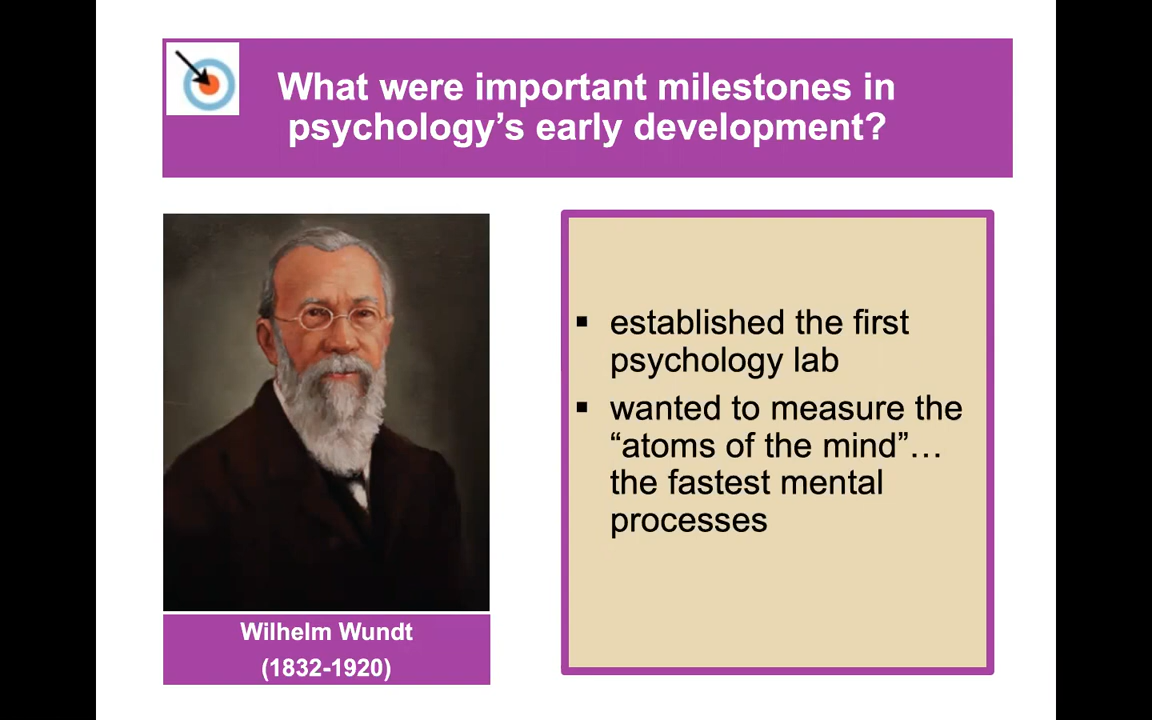 What were important milestones in
psychology’s early development?
▪ established the first
psychology lab
▪ wanted to measure the
“atoms of the mind”…
the fastest mental
processes
Wilhelm Wundt
(1832-1920)